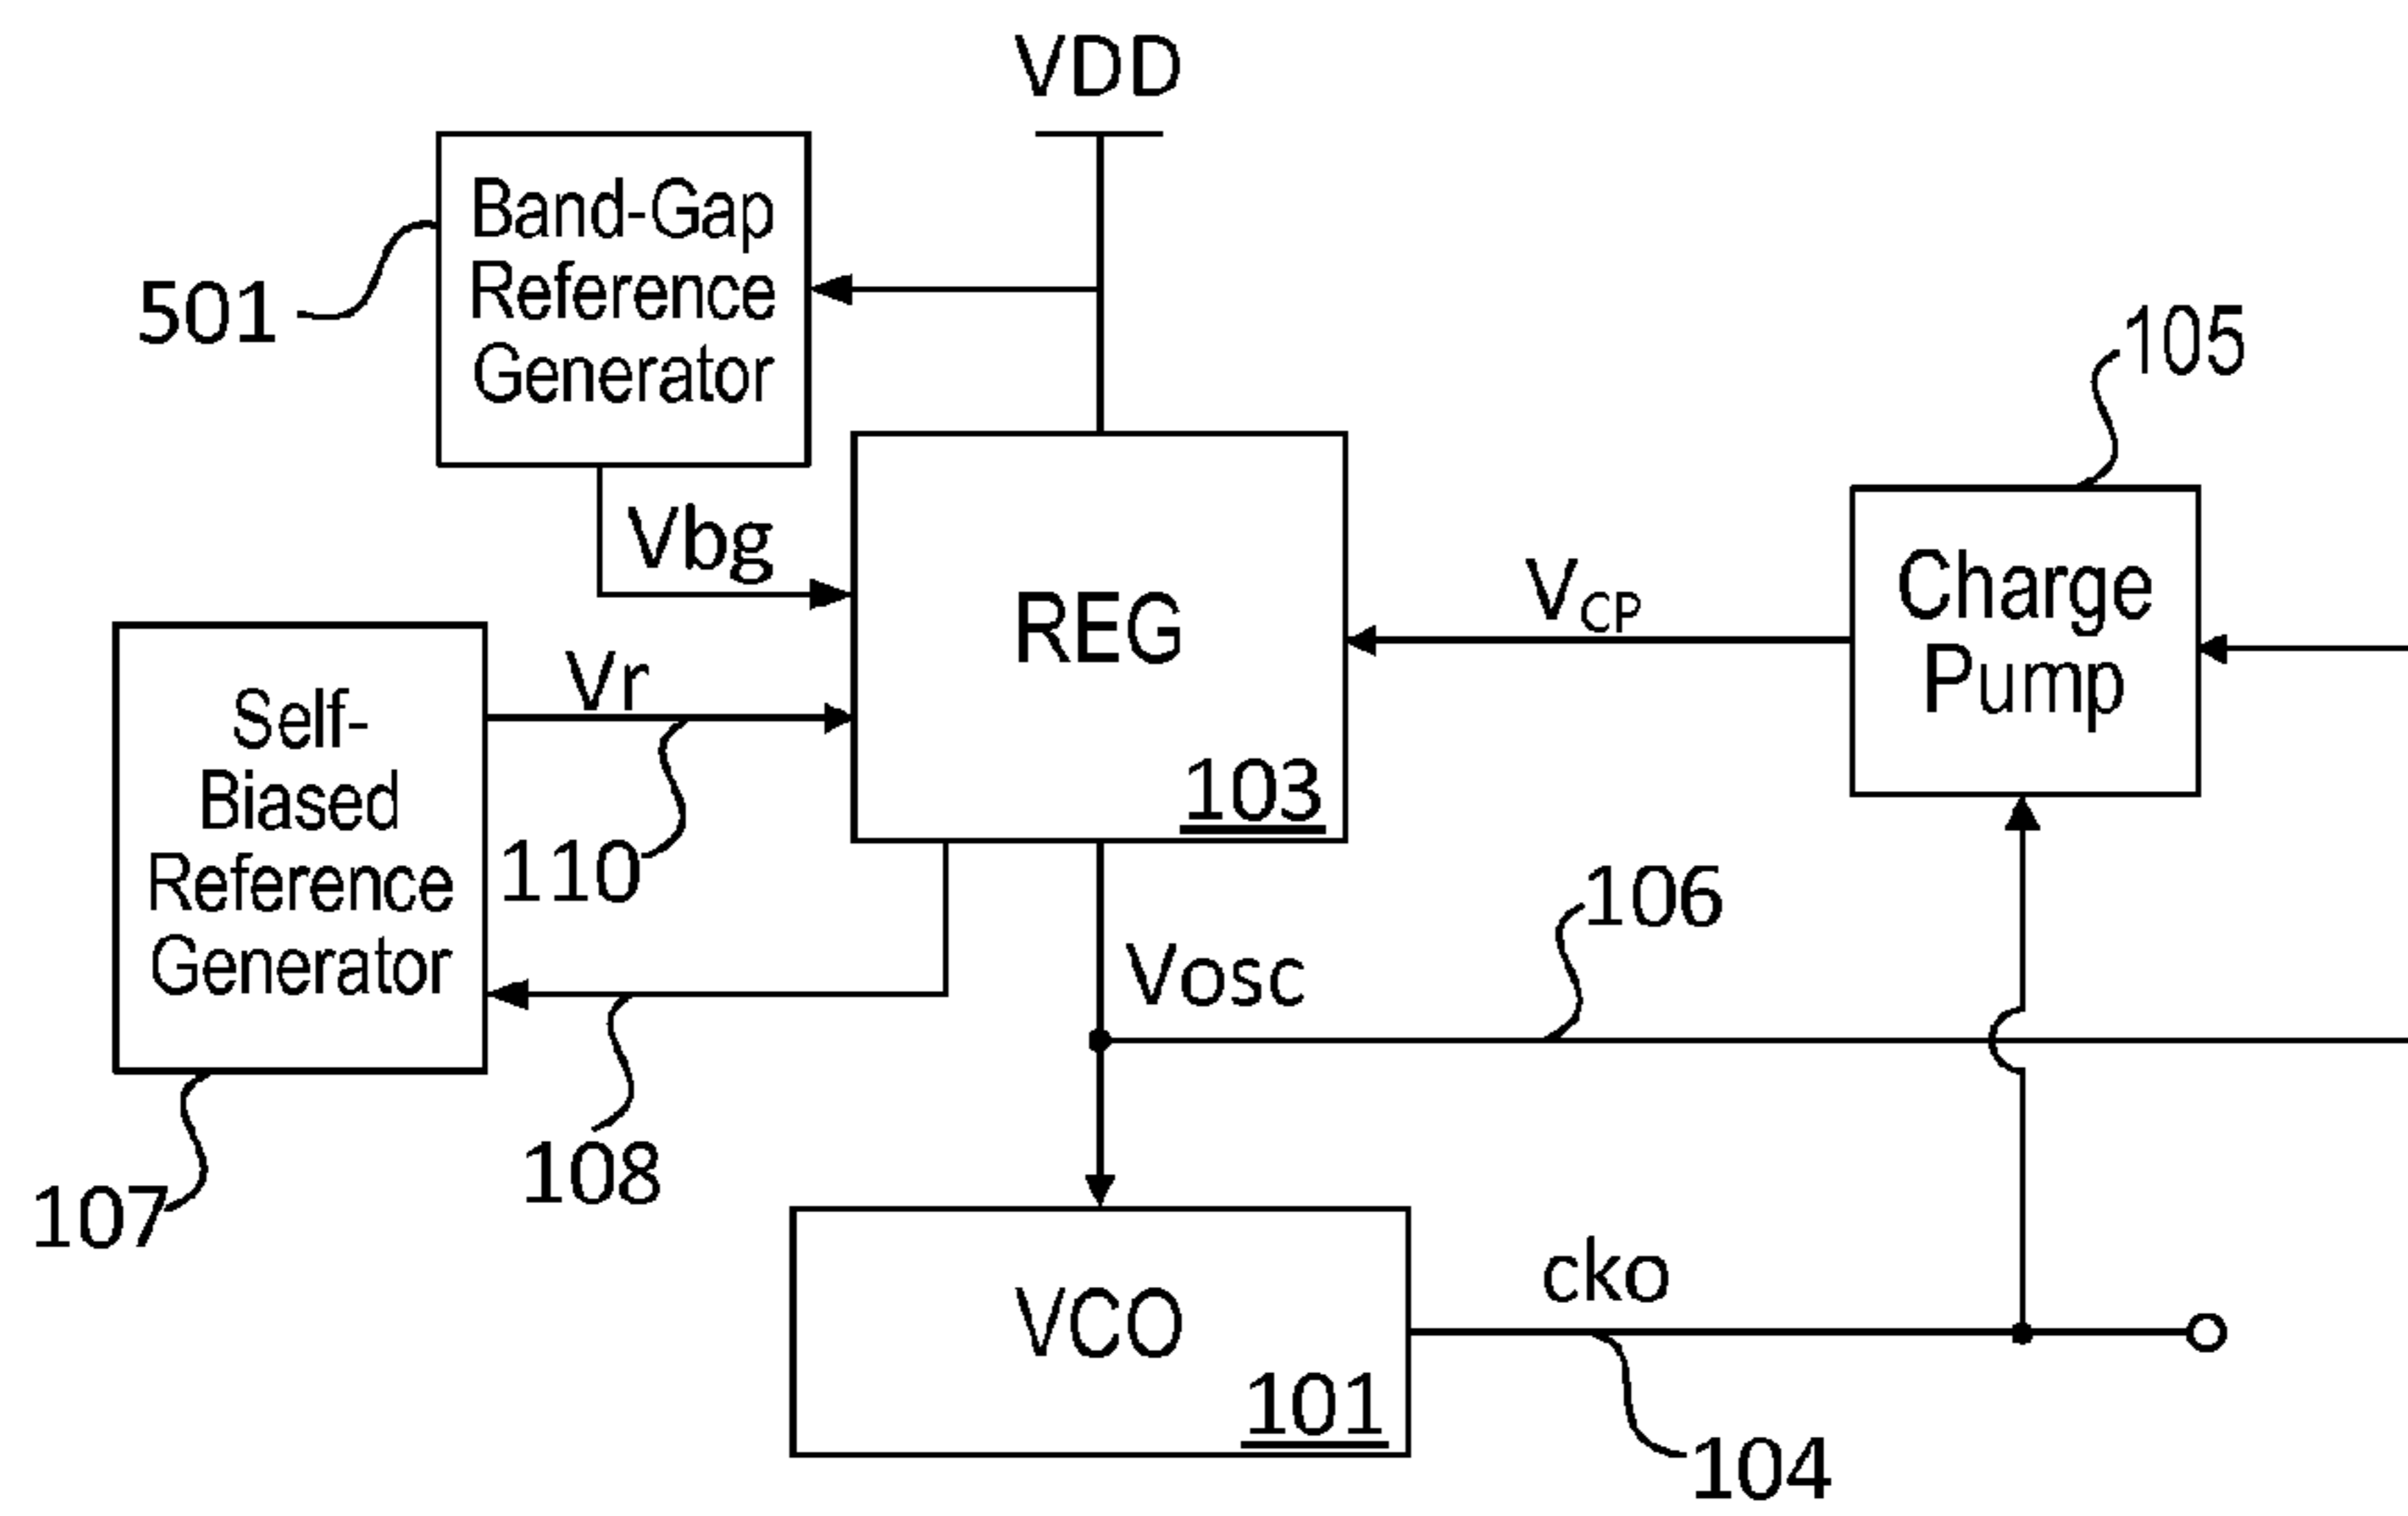 VDD
Band-Gap
Reference
Generator
501
105
Vbg
REG
103
V_CP
Charge
Pump
Vr
Self-
Biased
Reference
Generator
110
106
Vosc
108
107
VCO
101
cko
104